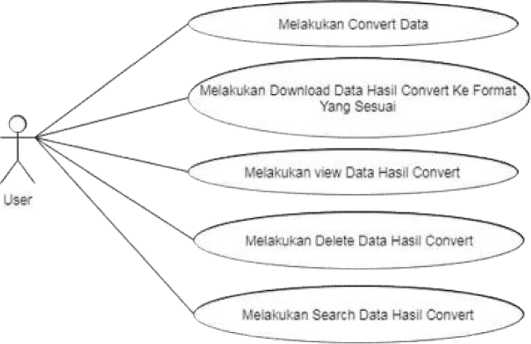 Melakukan Convert Data
Melakukan Download Data Hasil Convert Ke Format
Yang Sesuai
Melakukan view Data Hasil Convert
User
Melakukan Delete Data Hasil Convert
Melakukan Search Data Hasil Convert